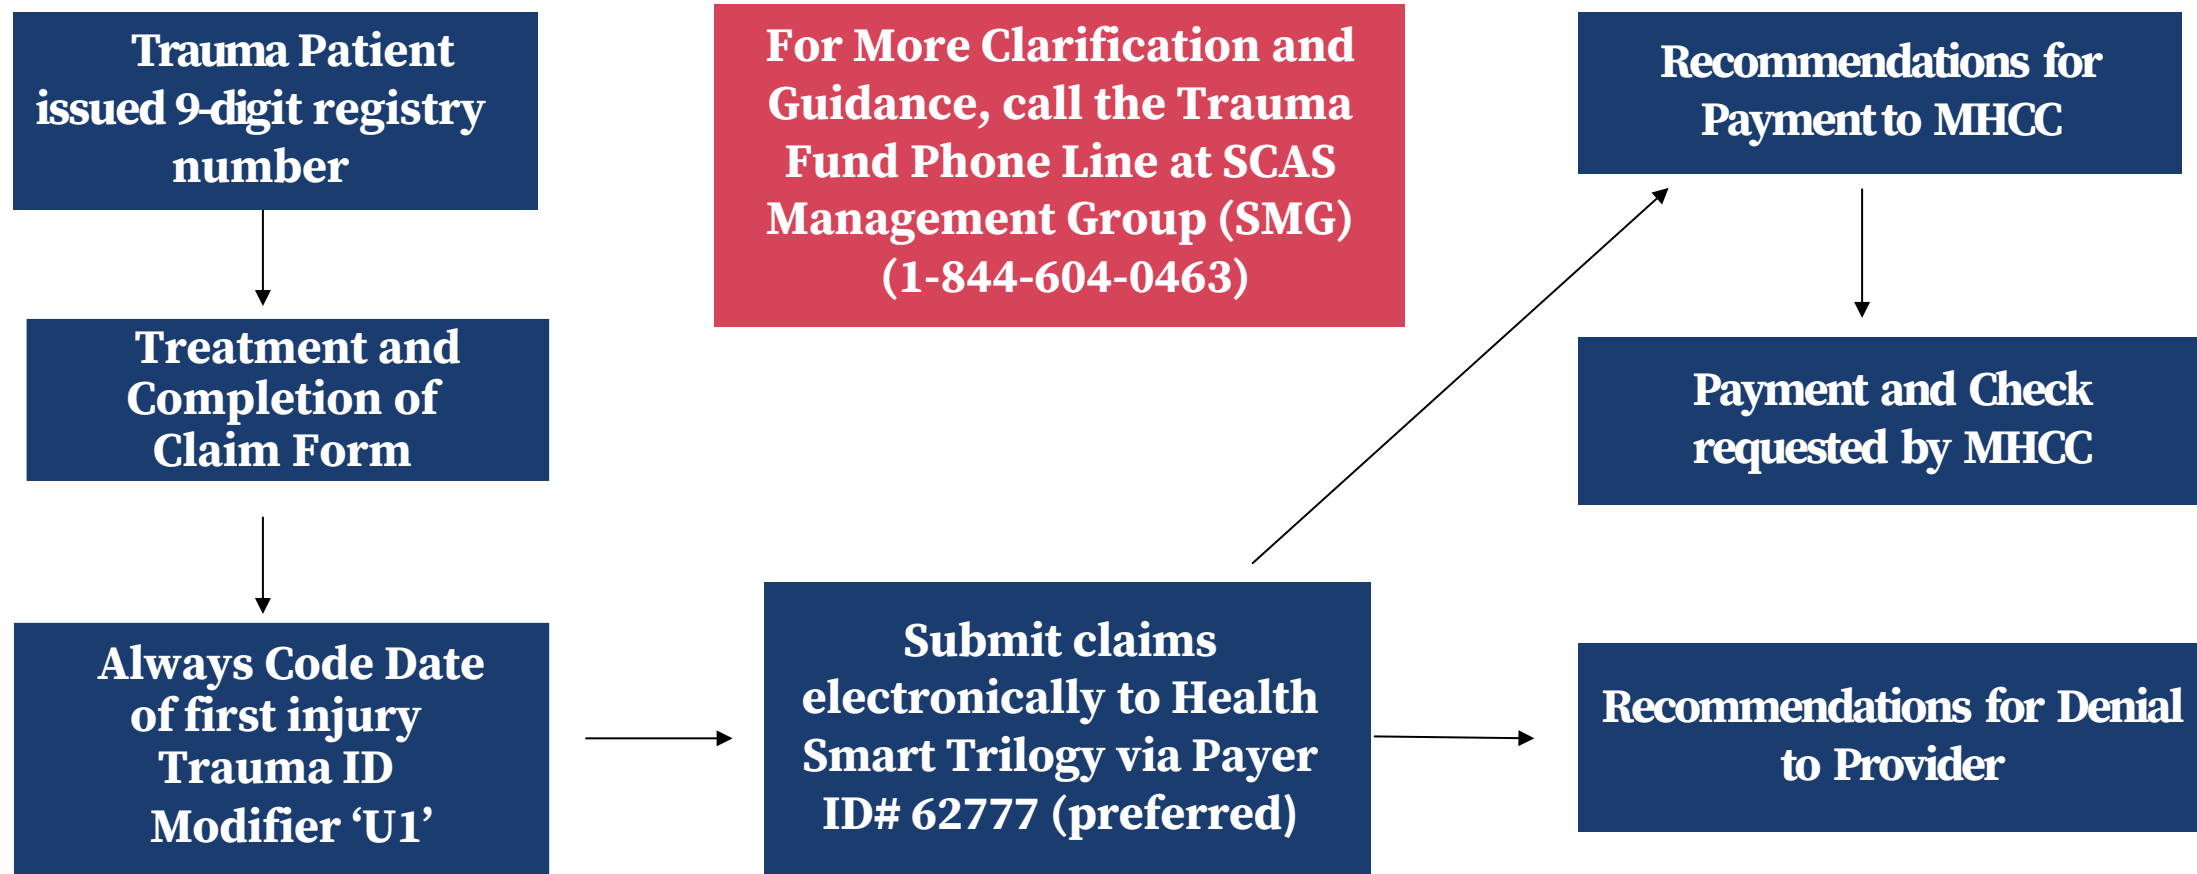 Trauma Patient
issued 9-digit registry
number
Treatment and
Completion of
Claim Form
Always Code Date
of first injury
Trauma ID
Modifier ‘U1’
For More Clarification and
Guidance, call the Trauma
Fund Phone Line at SCAS
Management Group (SMG)
(1-844-604-0463)
Submit claims
electronically to Health
Smart Trilogy via Payer
ID# 62777 (preferred)
Recommendations for
Payment to MHCC
Payment and Check
requested by MHCC
Recommendations for Denial
to Provider